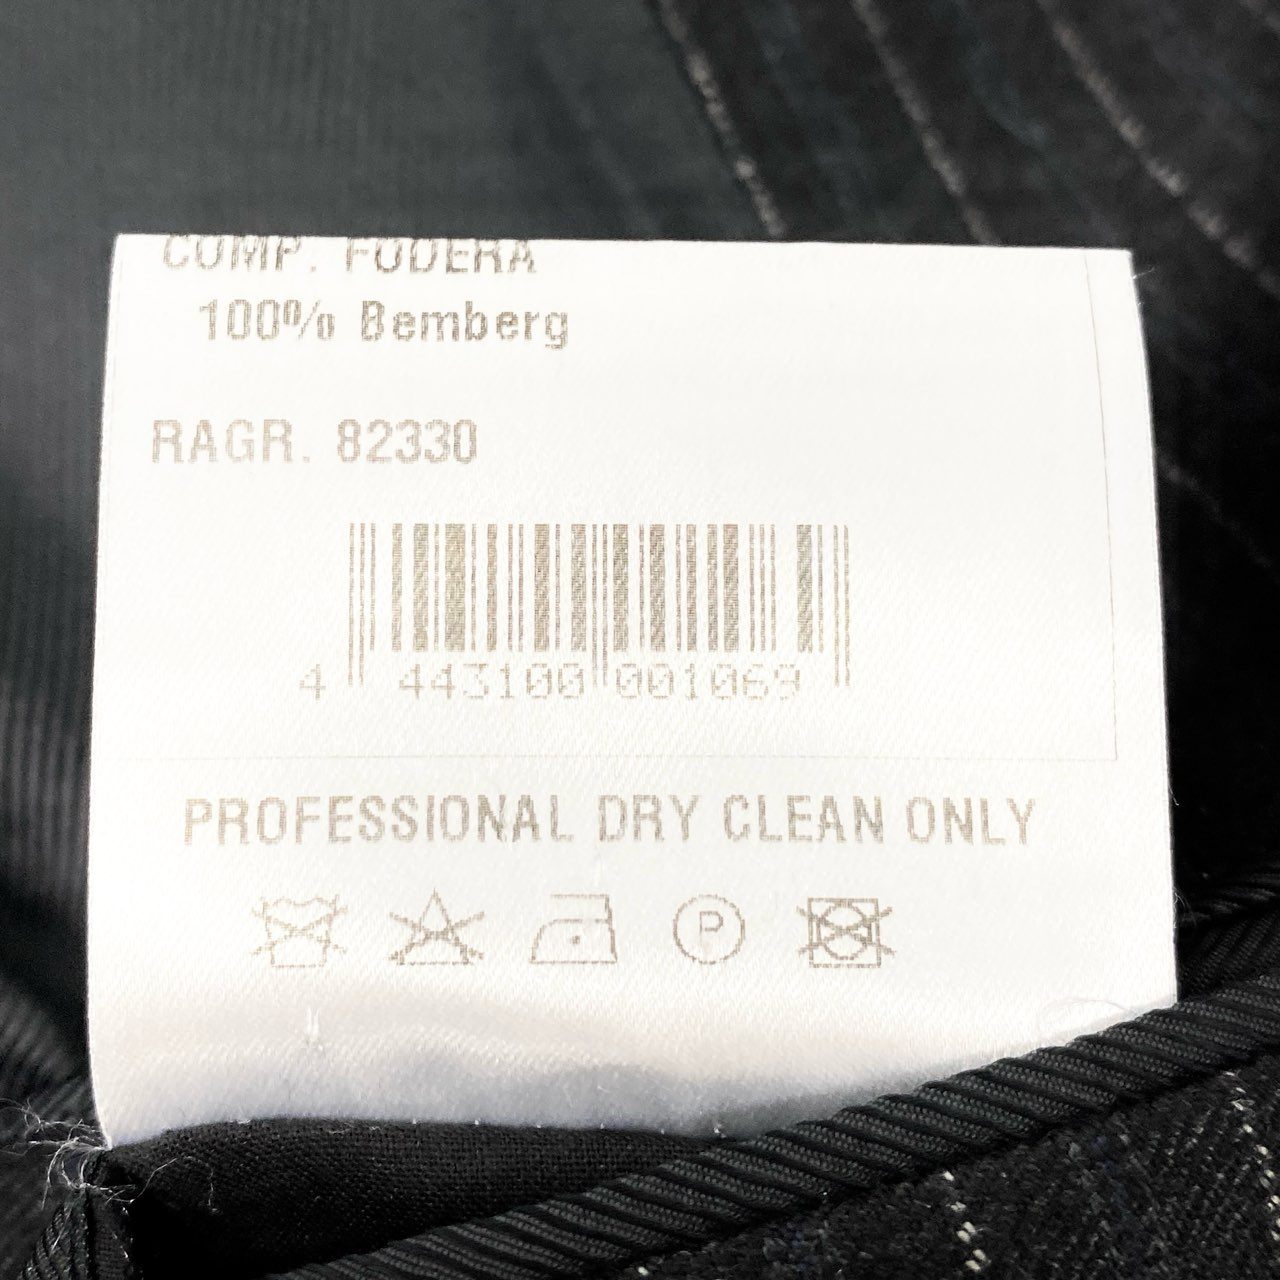 COMP. FODERA
100% Bemberg
RAGR. 82330
4 443100 001069
PROFESSIONAL DRY CLEAN ONLY
P